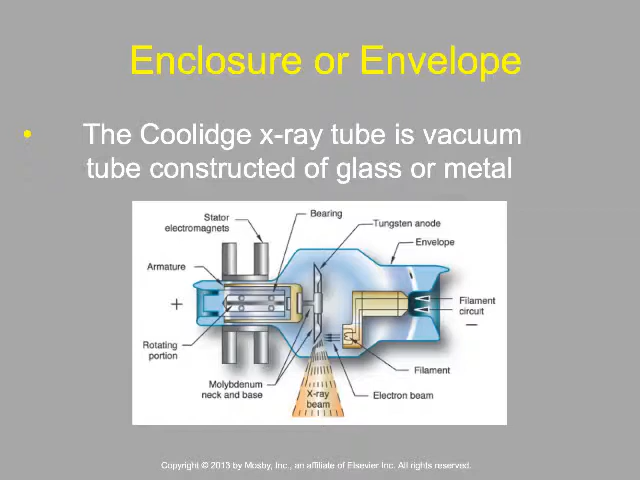 Enclosure or Envelope
• The Coolidge x-ray tube is vacuum
tube constructed of glass or metal
Stator
electromagnets
Bearing
Tungsten anode
Envelope
Armature
+
Filament
circuit
−
Rotating
portion
Filament
Molybdenum
neck and base
X-ray
beam
Electron beam
Copyright © 2013 by Mosby, Inc., an affiliate of Elsevier Inc. All rights reserved.